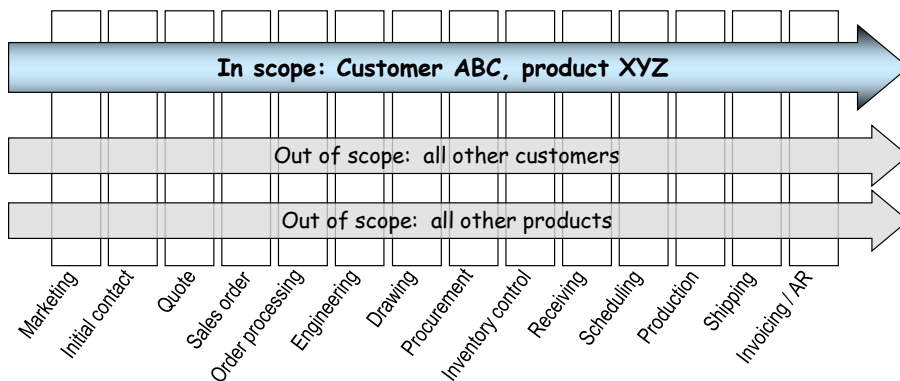 In scope: Customer ABC, product XYZ
Out of scope: all other customers
Out of scope: all other products
Marketing
Initial contact
Quote
Sales order
Order processing
Engineering
Drawing
Procurement
Inventory control
Receiving
Scheduling
Production
Shipping
Invoicing / AR